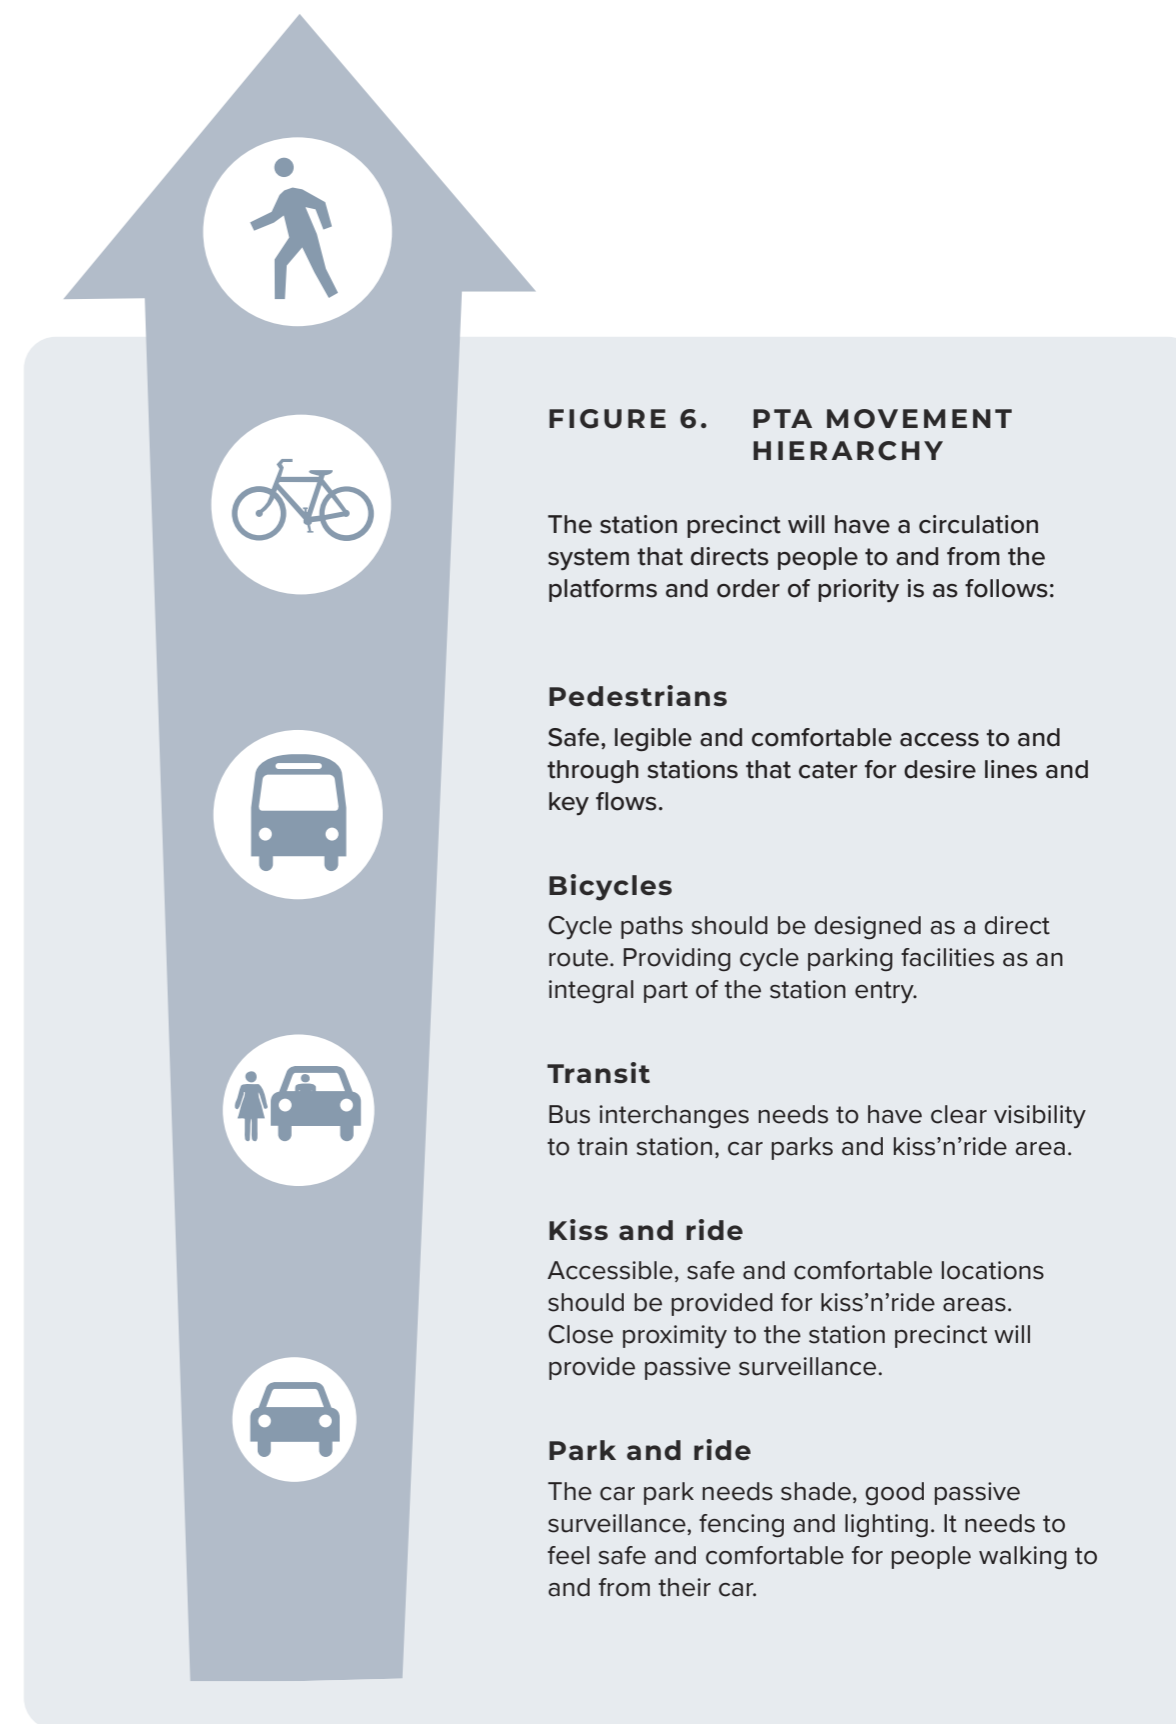 FIGURE 6. PTA MOVEMENT
HIERARCHY
The station precinct will have a circulation
system that directs people to and from the
platforms and order of priority is as follows:
Pedestrians
Safe, legible and comfortable access to and
through stations that cater for desire lines and
key flows.
Bicycles
Cycle paths should be designed as a direct
route. Providing cycle parking facilities as an
integral part of the station entry.
Transit
Bus interchanges needs to have clear visibility
to train station, car parks and kiss’n’ride area.
Kiss and ride
Accessible, safe and comfortable locations
should be provided for kiss’n’ride areas.
Close proximity to the station precinct will
provide passive surveillance.
Park and ride
The car park needs shade, good passive
surveillance, fencing and lighting. It needs to
feel safe and comfortable for people walking to
and from their car.